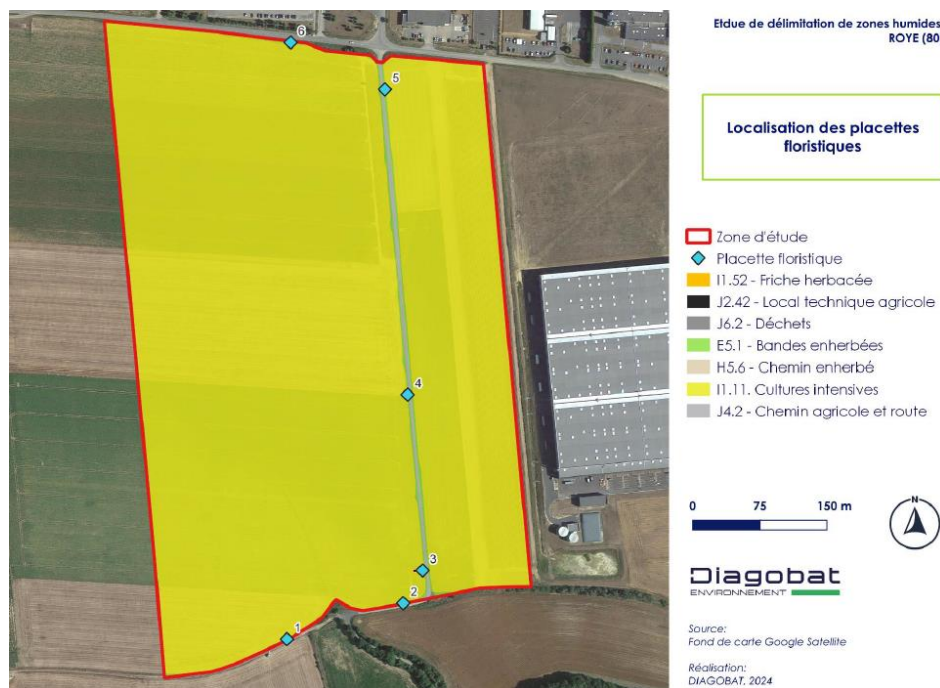 Etdue de délimitation de zones humides
ROYE (80
Localisation des placettes
floristiques
Zone d'étude
Placette floristique
I1.52 - Friche herbacée
J2.42 - Local technique agricole
J6.2 - Déchets
E5.1 - Bandes enherbées
H5.6 - Chemin enherbé
I1.11. Cultures intensives
J4.2 - Chemin agricole et route
0 75 150 m
N
Diagobat
ENVIRONNEMENT
Source:
Fond de carte Google Satellite
Réalisation:
DIAGOBAT, 2024
6
5
4
3
2
1